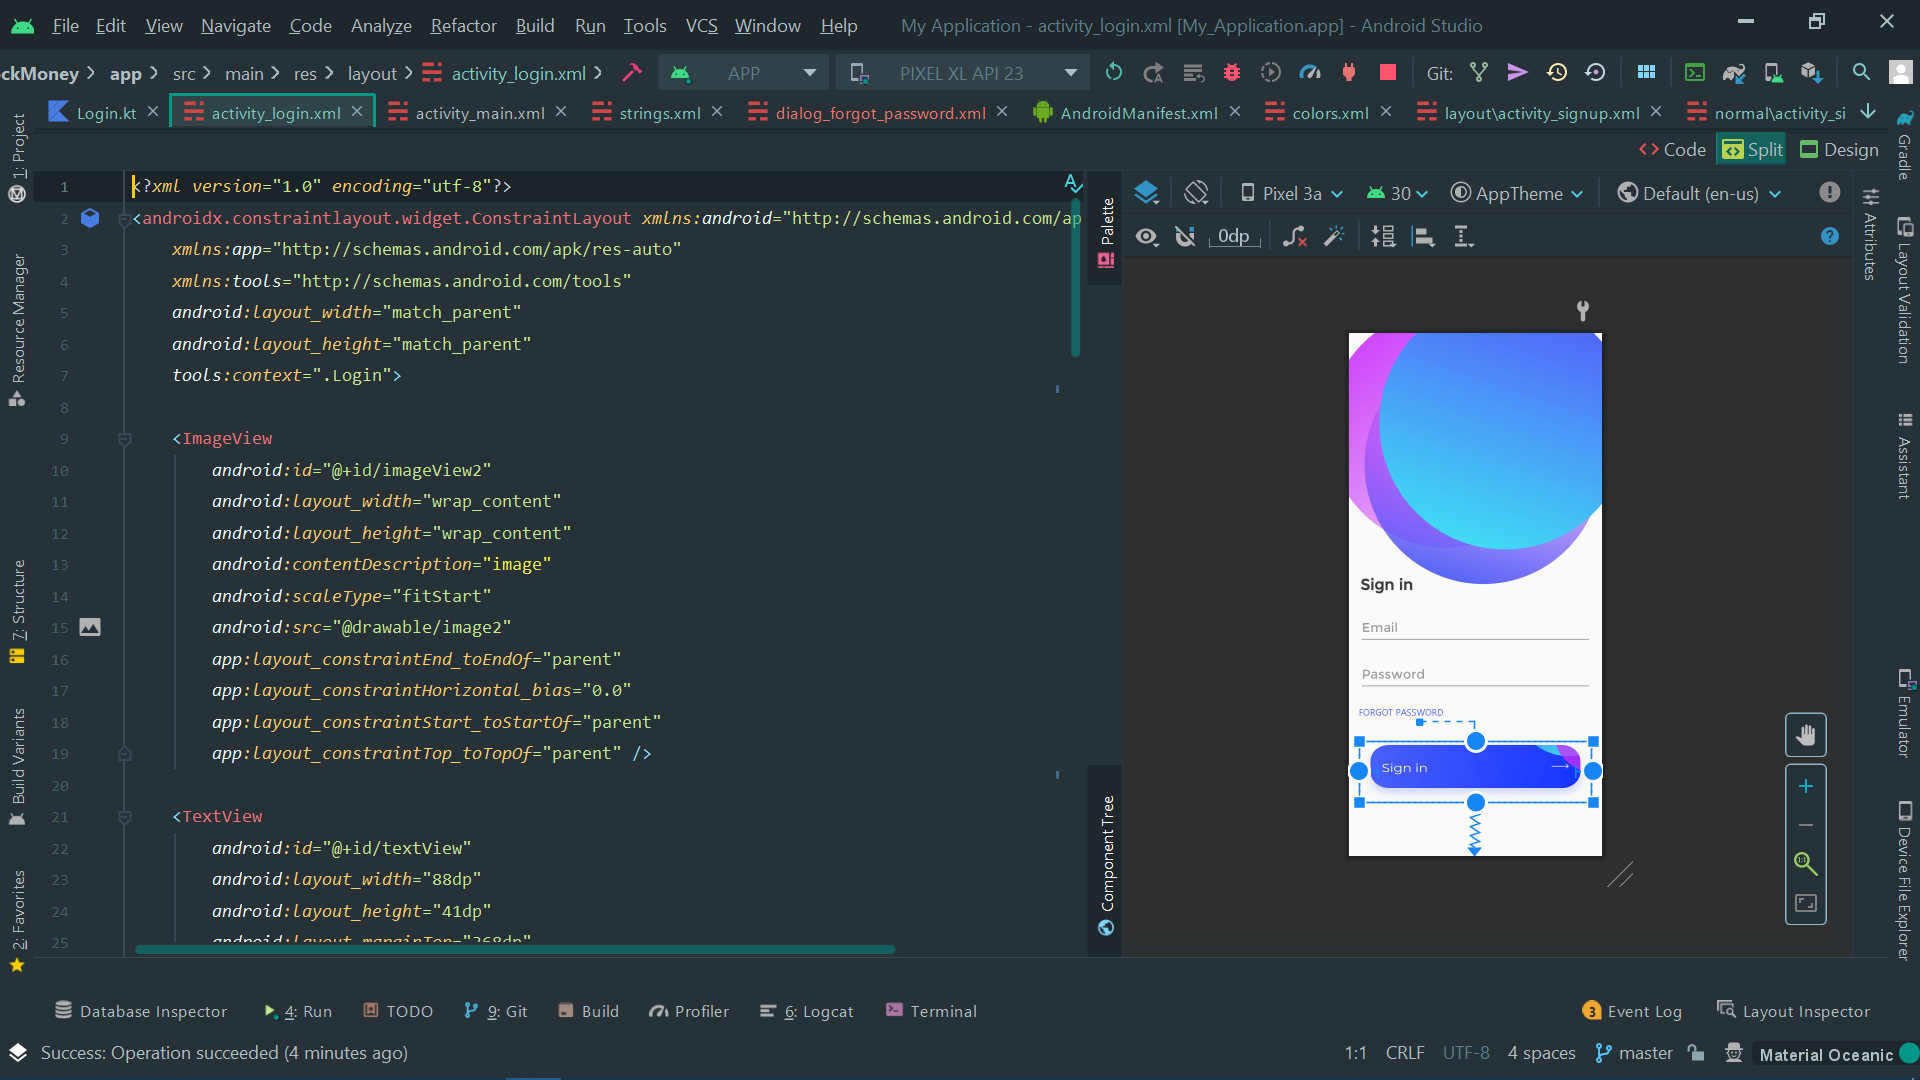 File Edit View Navigate Code Analyze Refactor Build Run Tools VCS Window Help My Application - activity_login.xml [My_Application.app] - Android Studio
ckMoney app src main res layout activity_login.xml APP PIXEL XL API 23 Git:
Login.kt activity_login.xml activity_main.xml strings.xml dialog_forgot_password.xml AndroidManifest.xml colors.xml layout\activity_signup.xml normal\activity_si
Code Split Design
1: Project
Resource Manager
7: Structure
Build Variants
2: Favorites
1 <?xml version="1.0" encoding="utf-8"?>
2 <androidx.constraintlayout.widget.ConstraintLayout xmlns:android="http://schemas.android.com/ap
3 xmlns:app="http://schemas.android.com/apk/res-auto"
4 xmlns:tools="http://schemas.android.com/tools"
5 android:layout_width="match_parent"
6 android:layout_height="match_parent"
7 tools:context=".Login">
8
9 <ImageView
10 android:id="@+id/imageView2"
11 android:layout_width="wrap_content"
12 android:layout_height="wrap_content"
13 android:contentDescription="image"
14 android:scaleType="fitStart"
15 android:src="@drawable/image2"
16 app:layout_constraintEnd_toEndOf="parent"
17 app:layout_constraintHorizontal_bias="0.0"
18 app:layout_constraintStart_toStartOf="parent"
19 app:layout_constraintTop_toTopOf="parent" />
20
21 <TextView
22 android:id="@+id/textView"
23 android:layout_width="88dp"
24 android:layout_height="41dp"
25 android:layout_marginTop="268dp"
Palette
Component Tree
Pixel 3a 30 AppTheme Default (en-us)
0dp
Sign in
Email
Password
FORGOT PASSWORD
Sign in
1:1
Attributes
Gradle
Layout Validation
Assistant
Emulator
Device File Explorer
Database Inspector 4: Run TODO 9: Git Build Profiler 6: Logcat Terminal 3 Event Log Layout Inspector
Success: Operation succeeded (4 minutes ago) 1:1 CRLF UTF-8 4 spaces master Material Oceanic